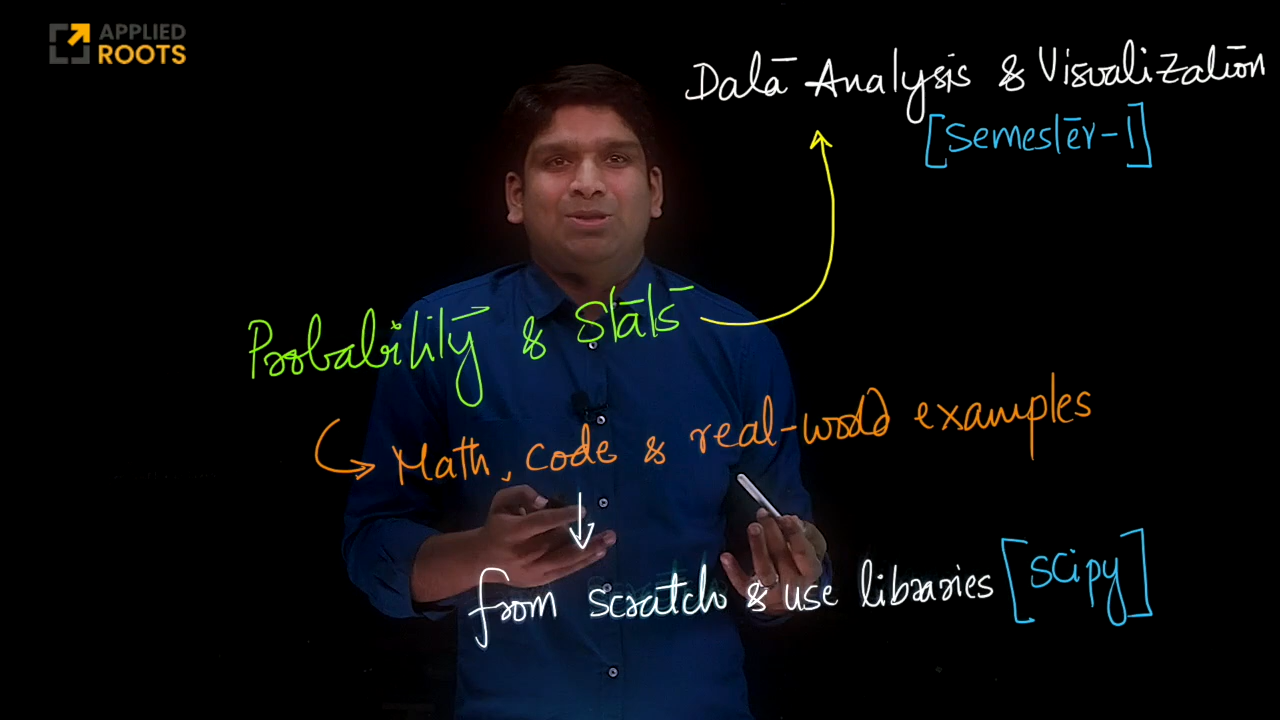 APPLIED
ROOTS
Data Analysis & Visualization
[Semester-1]
Probability & Stats
Math, code & real-world examples
from scratch & use libraries [scipy]